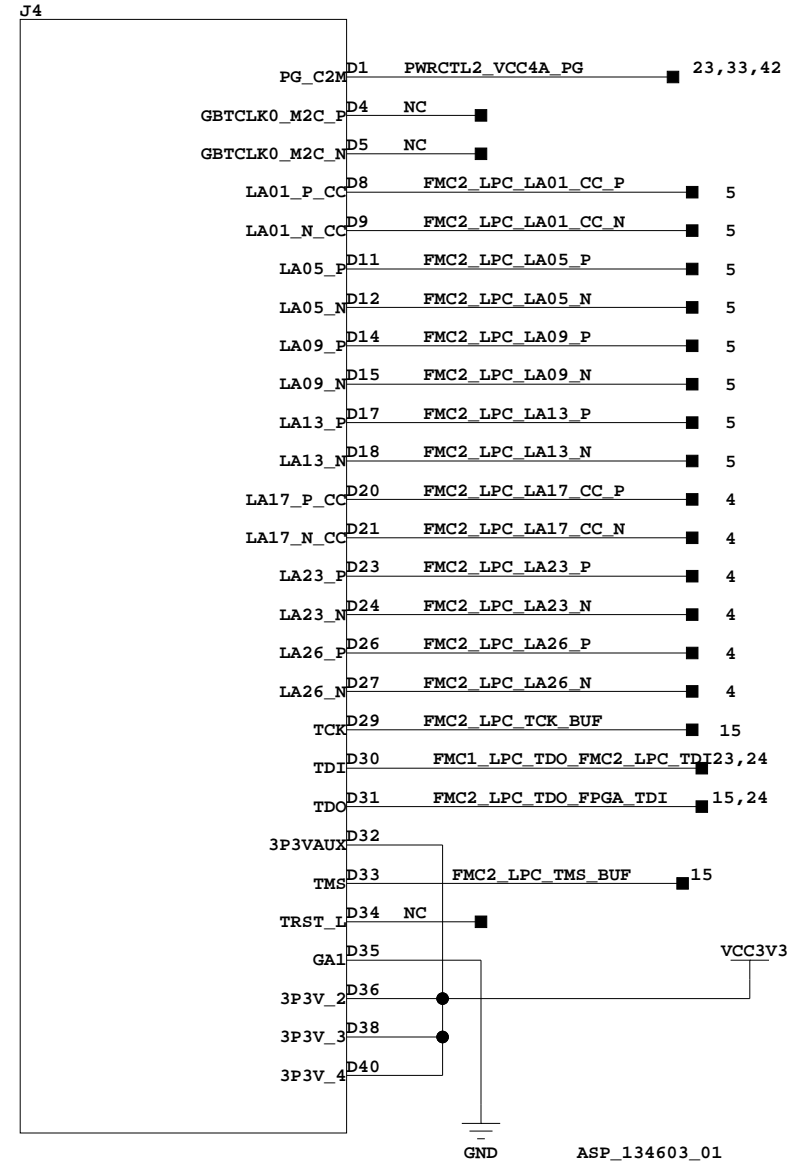 J4
PG_C2M D1 PWRCTL2_VCC4A_PG 23,33,42
GBTCLK0_M2C_P D4 NC
GBTCLK0_M2C_N D5 NC
LA01_P_CC D8 FMC2_LPC_LA01_CC_P 5
LA01_N_CC D9 FMC2_LPC_LA01_CC_N 5
LA05_P D11 FMC2_LPC_LA05_P 5
LA05_N D12 FMC2_LPC_LA05_N 5
LA09_P D14 FMC2_LPC_LA09_P 5
LA09_N D15 FMC2_LPC_LA09_N 5
LA13_P D17 FMC2_LPC_LA13_P 5
LA13_N D18 FMC2_LPC_LA13_N 5
LA17_P_CC D20 FMC2_LPC_LA17_CC_P 4
LA17_N_CC D21 FMC2_LPC_LA17_CC_N 4
LA23_P D23 FMC2_LPC_LA23_P 4
LA23_N D24 FMC2_LPC_LA23_N 4
LA26_P D26 FMC2_LPC_LA26_P 4
LA26_N D27 FMC2_LPC_LA26_N 4
TCK D29 FMC2_LPC_TCK_BUF 15
TDI D30 FMC1_LPC_TDO_FMC2_LPC_TDI 23,24
TDO D31 FMC2_LPC_TDO_FPGA_TDI 15,24
3P3VAUX D32
TMS D33 FMC2_LPC_TMS_BUF 15
TRST_L D34 NC
GA1 D35 VCC3V3
3P3V_2 D36
3P3V_3 D38
3P3V_4 D40
GND ASP_134603_01